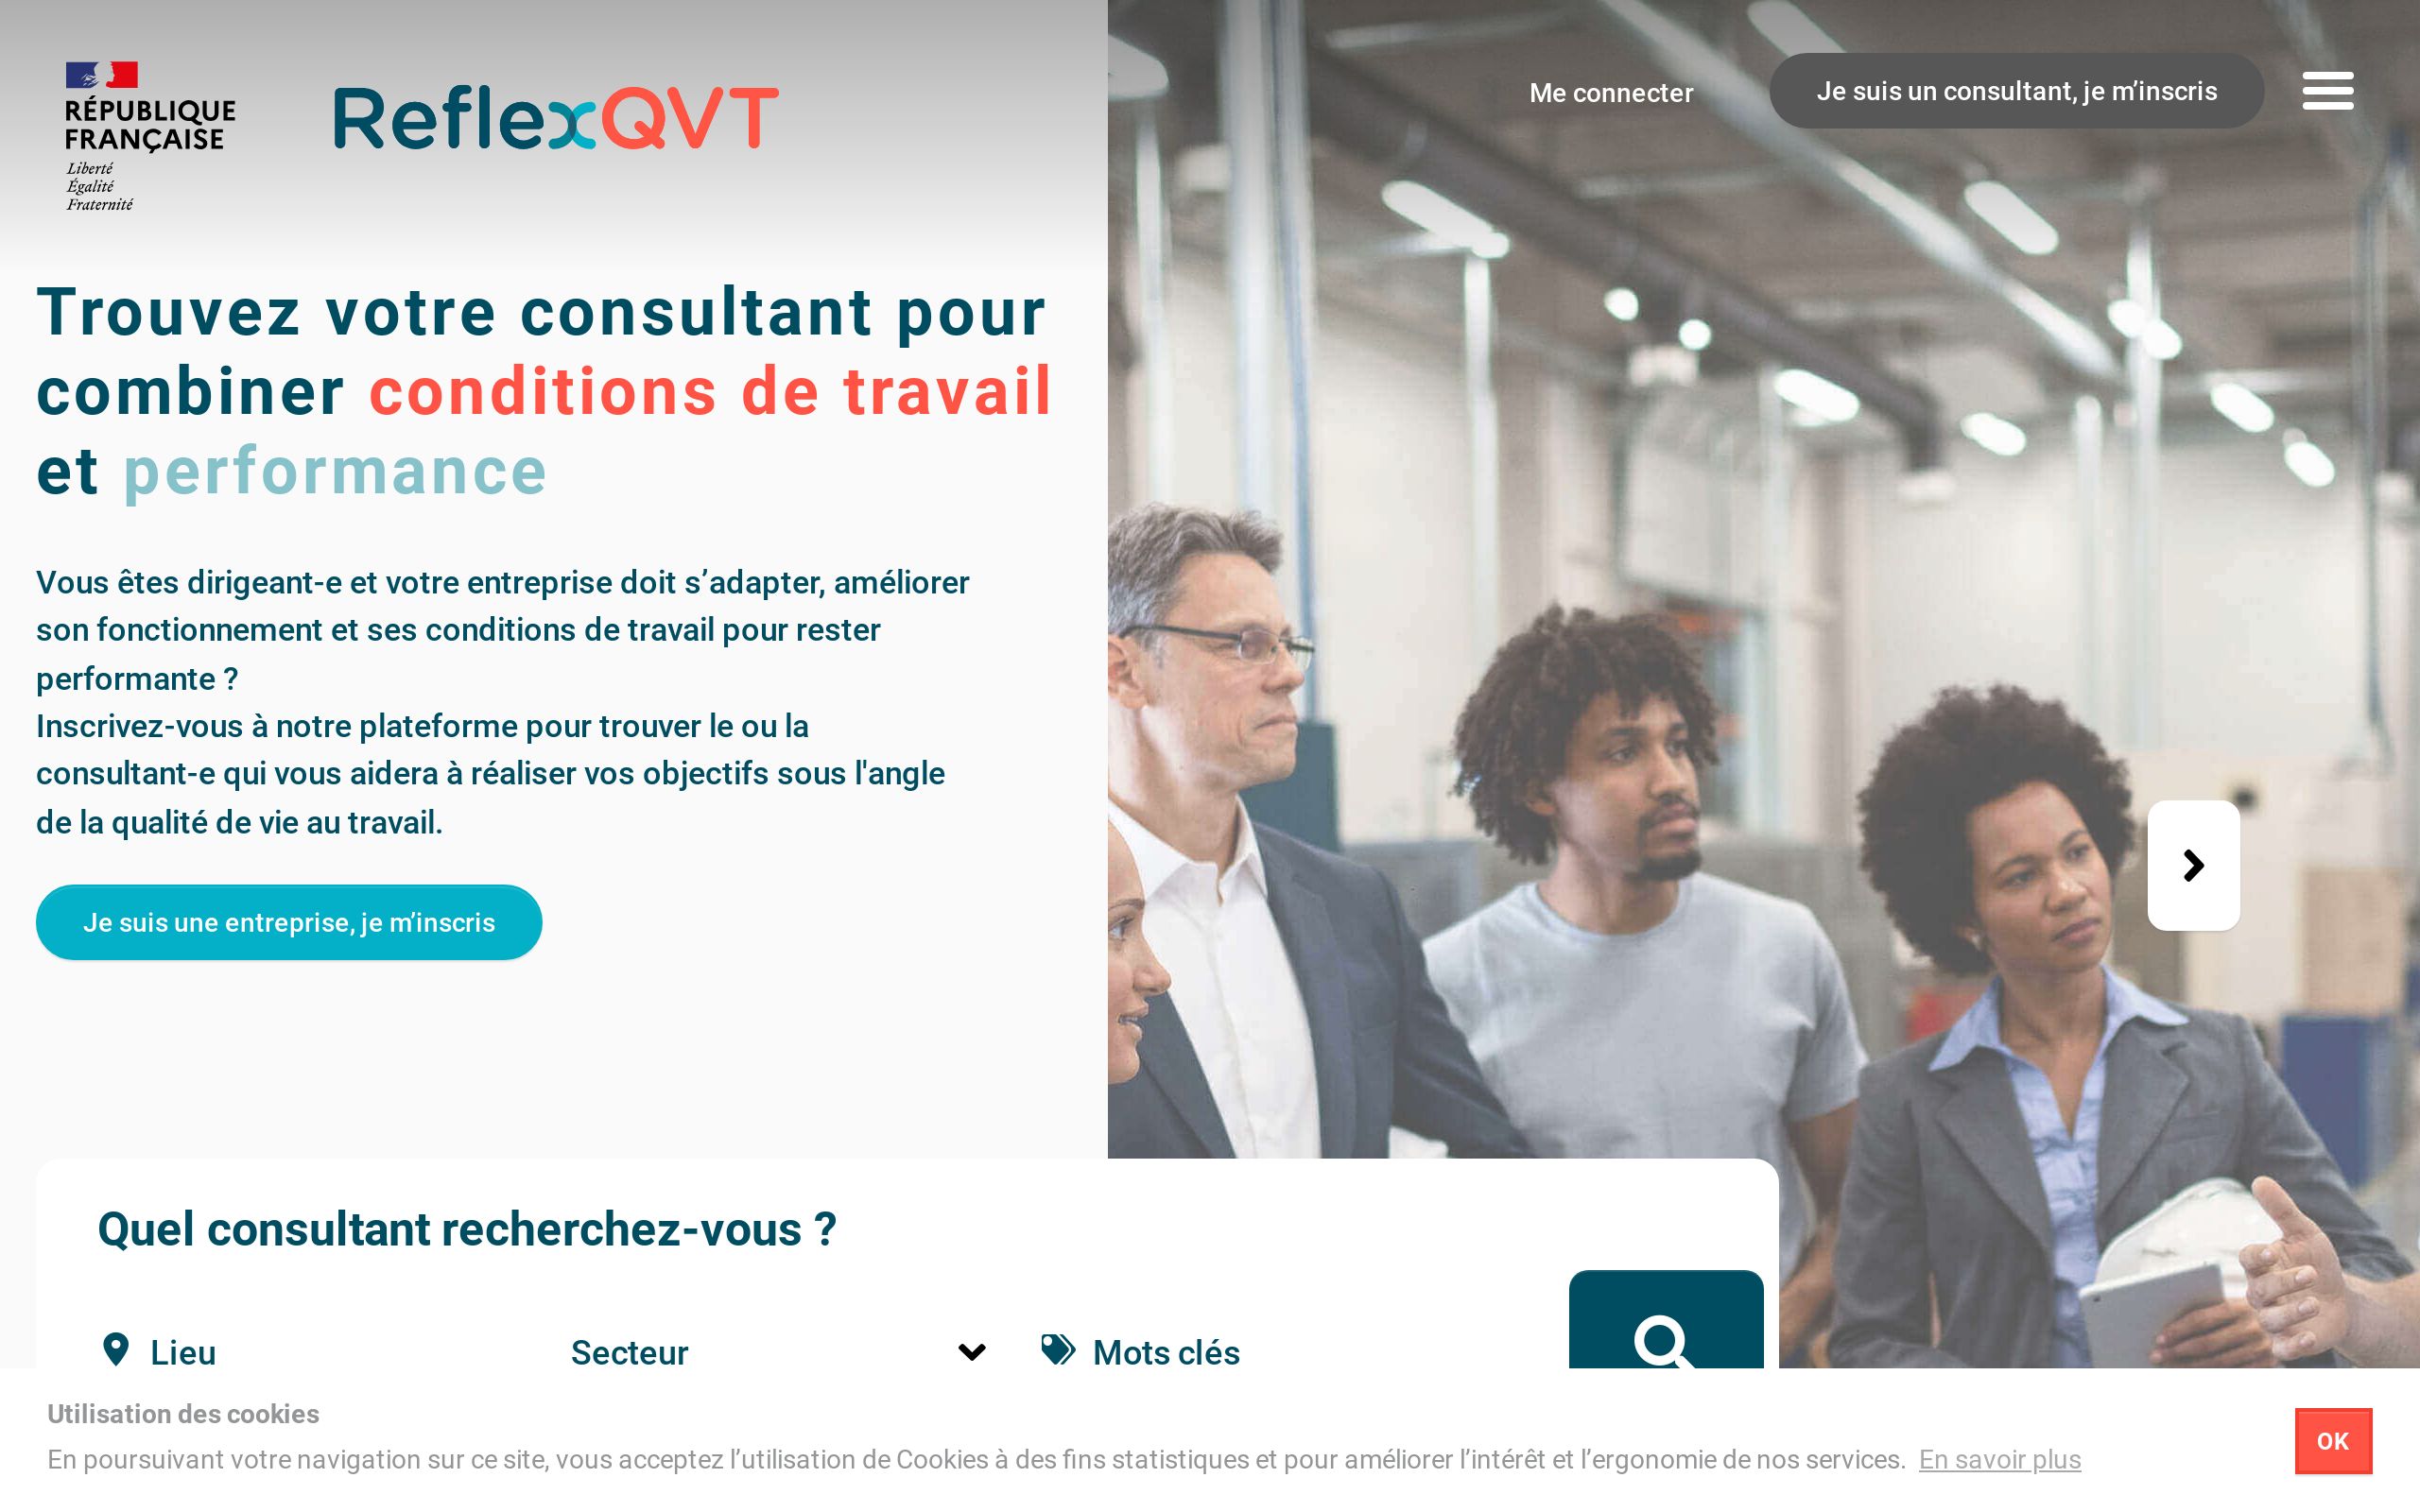 RÉPUBLIQUE
FRANÇAISE
Liberté
Égalité
Fraternité
ReflexQVT
Me connecter
Je suis un consultant, je m’inscris
Trouvez votre consultant pour
combiner conditions de travail
et performance
Vous êtes dirigeant-e et votre entreprise doit s’adapter, améliorer
son fonctionnement et ses conditions de travail pour rester
performante ?
Inscrivez-vous à notre plateforme pour trouver le ou la
consultant-e qui vous aidera à réaliser vos objectifs sous l'angle
de la qualité de vie au travail.
Je suis une entreprise, je m’inscris
Quel consultant recherchez-vous ?
Lieu
Secteur
Mots clés
Utilisation des cookies
En poursuivant votre navigation sur ce site, vous acceptez l’utilisation de Cookies à des fins statistiques et pour améliorer l’intérêt et l’ergonomie de nos services. En savoir plus
OK